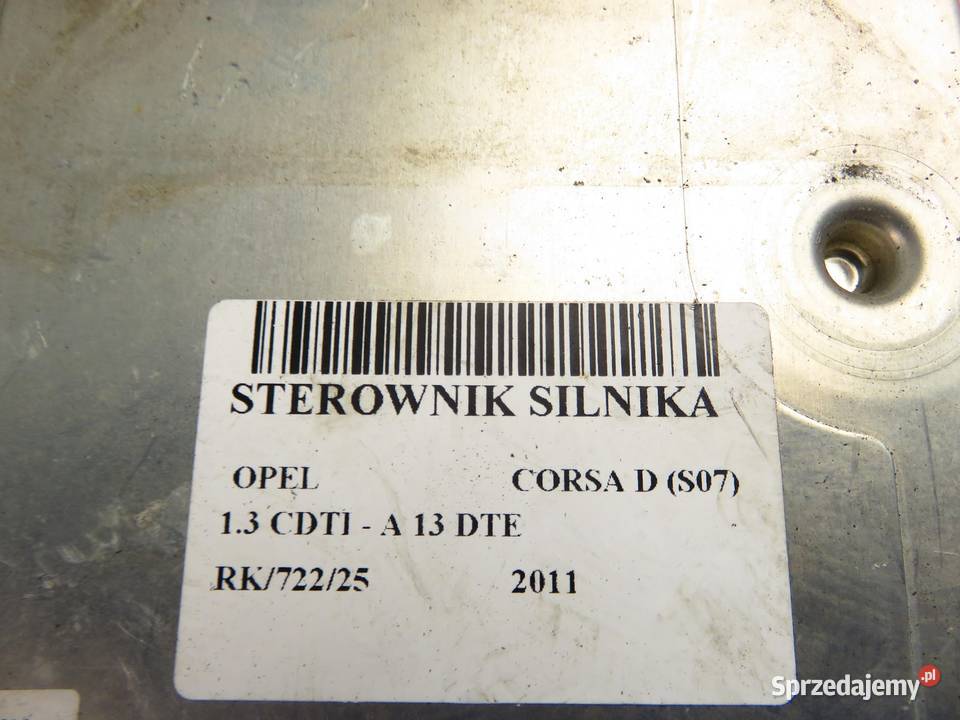 STEROWNIK SILNIKA
OPEL CORSA D (S07)
1.3 CDTI - A 13 DTE
RK/722/25 2011
Sprzedajemy.pl